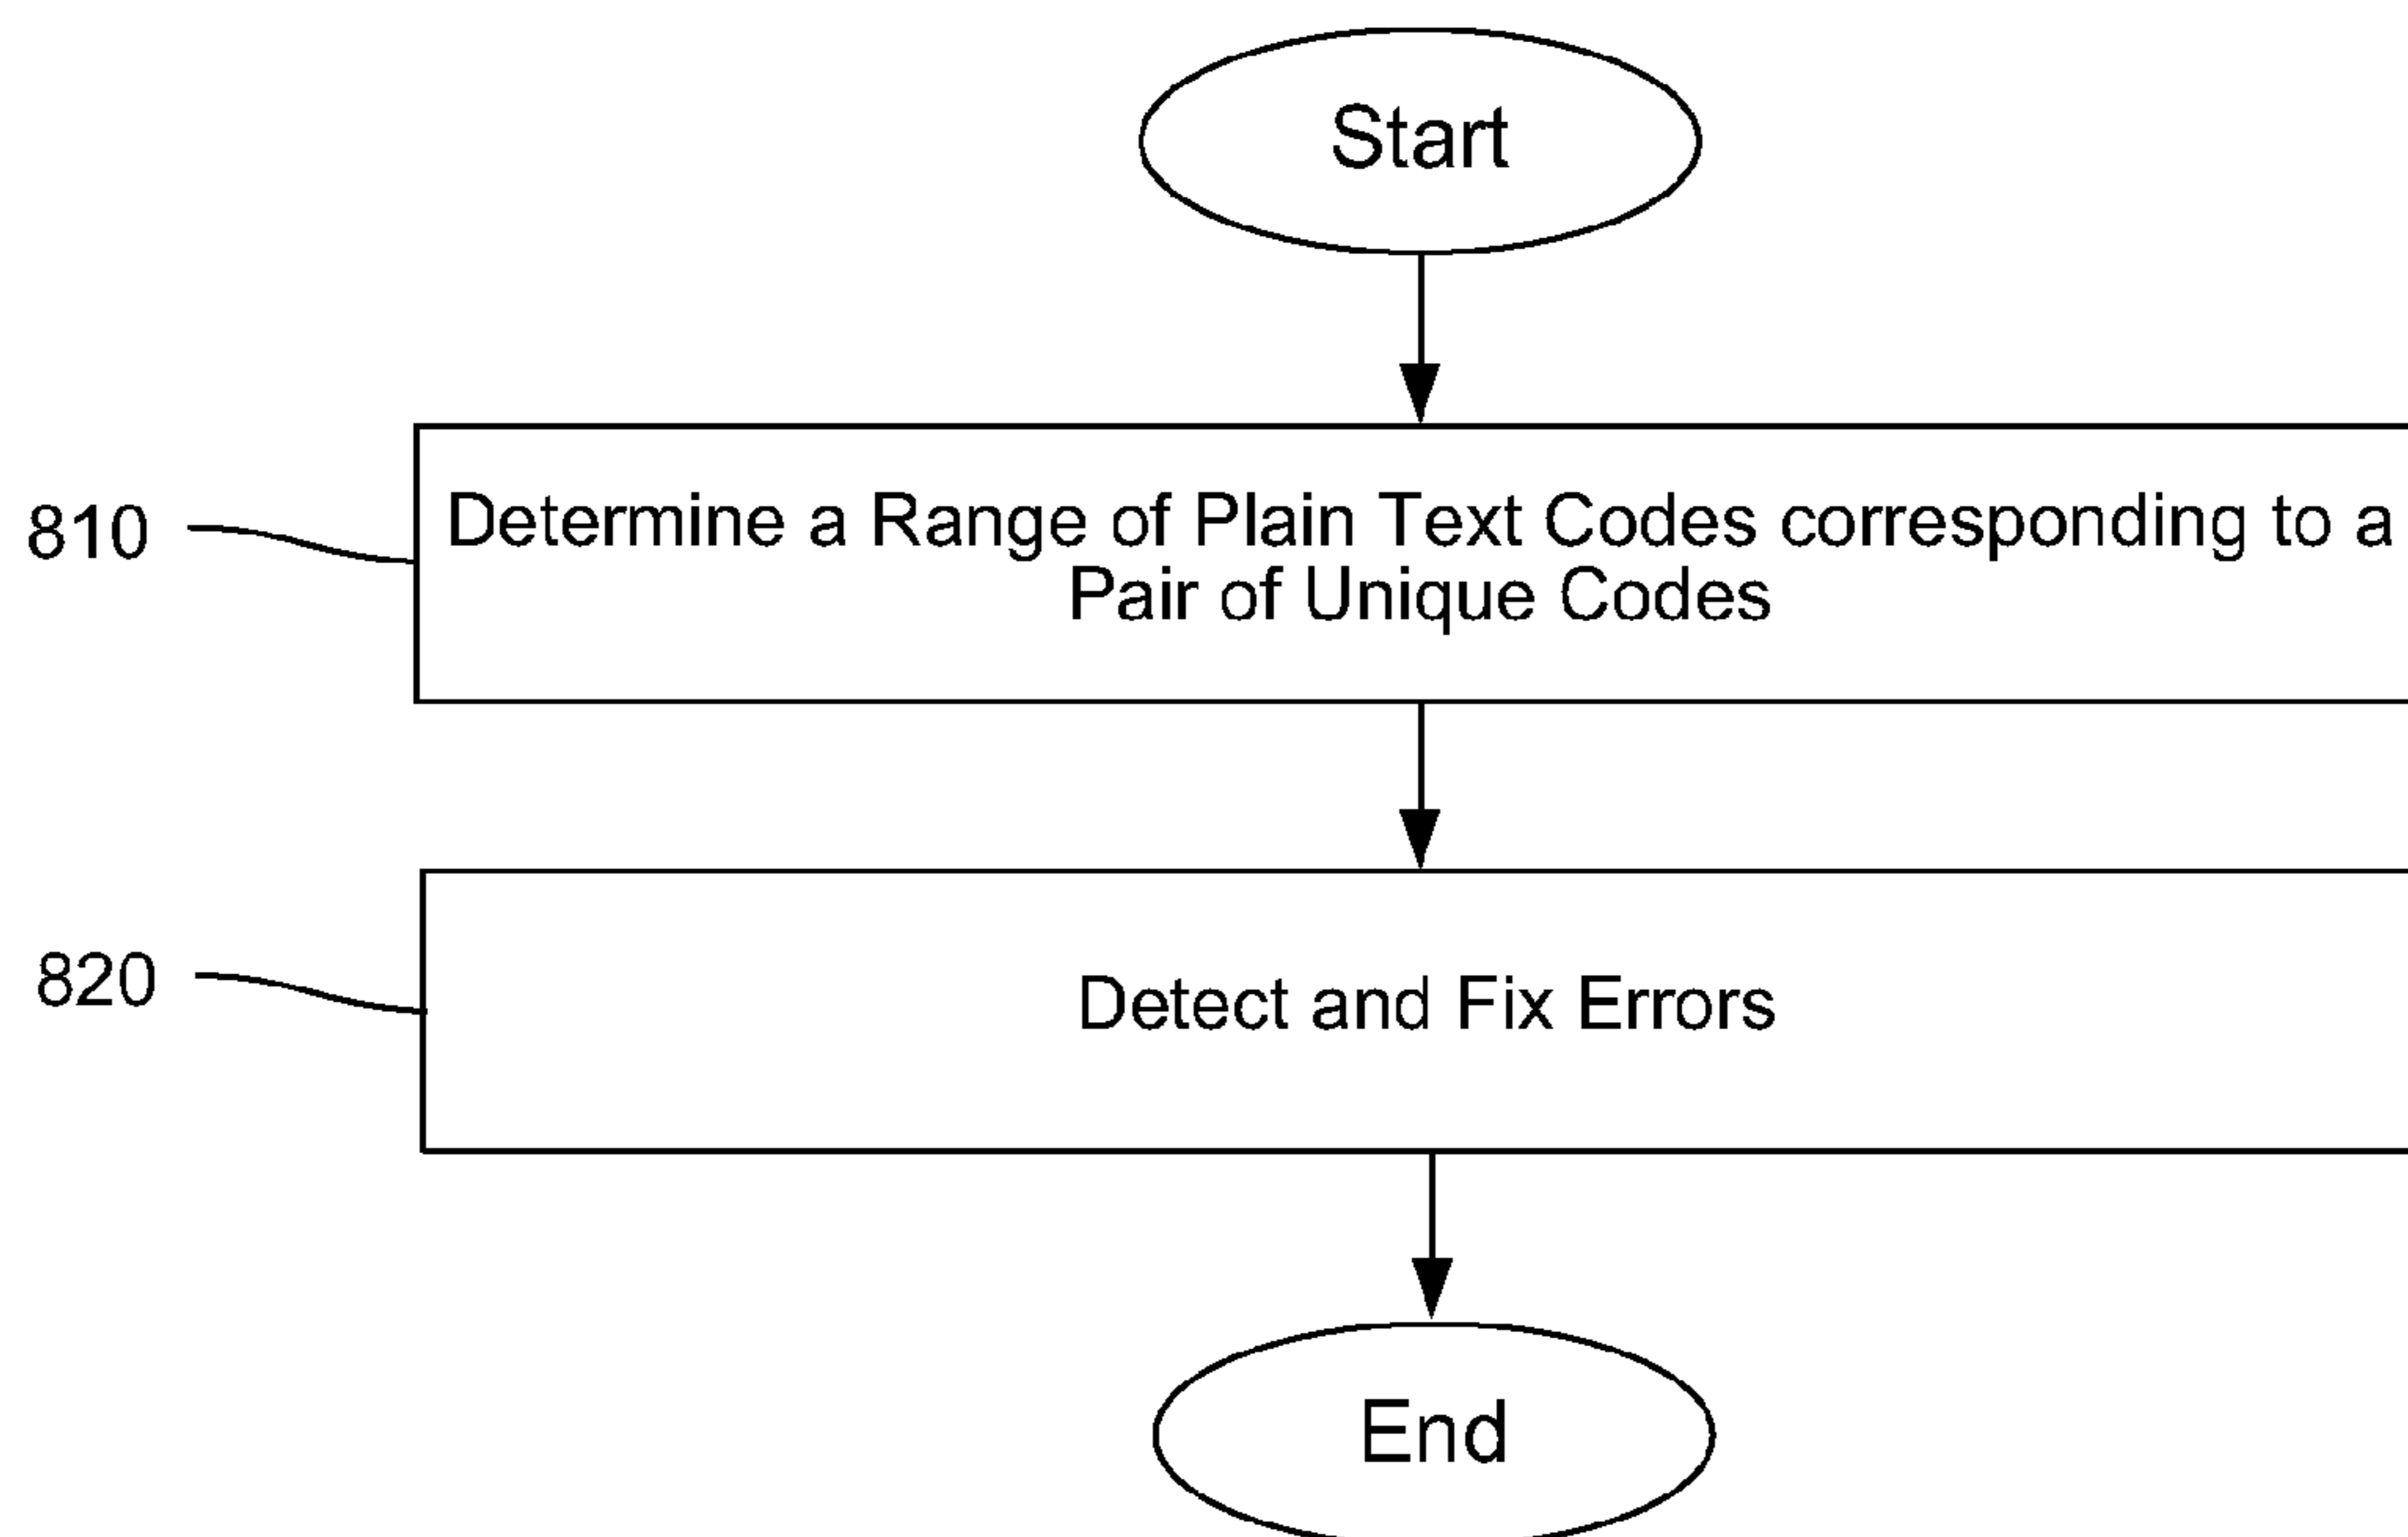 Start
810
Determine a Range of Plain Text Codes corresponding to a
Pair of Unique Codes
820
Detect and Fix Errors
End